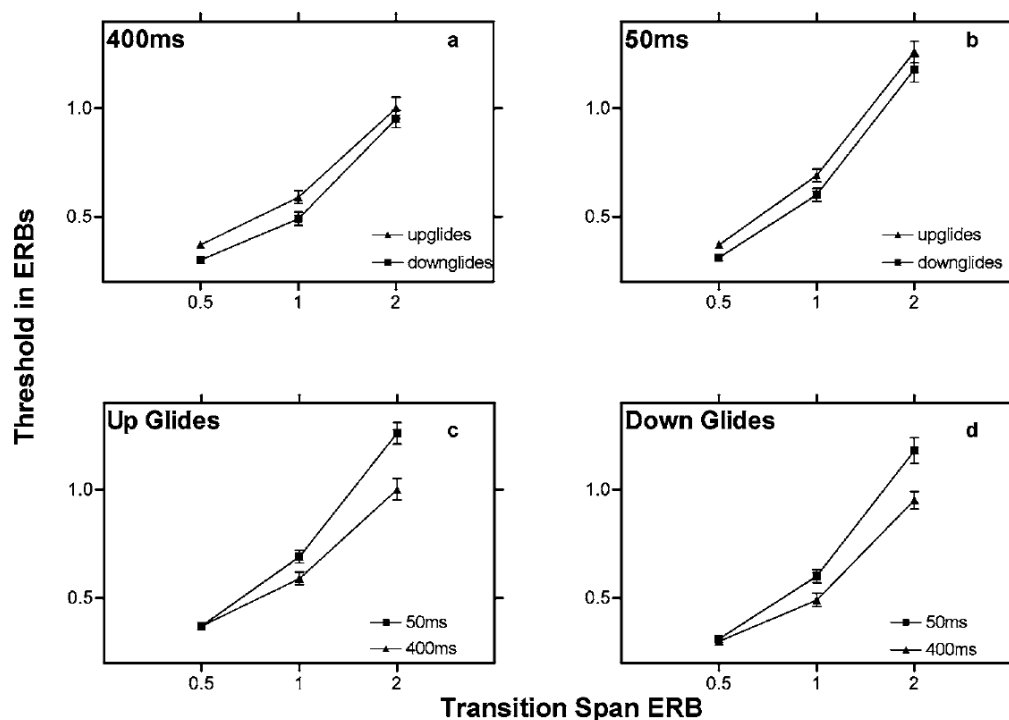 400ms a
1.0
0.5
upglides
downglides
0.5 1 2
50ms b
1.0
0.5
upglides
downglides
0.5 1 2
Threshold in ERBs
Up Glides c
1.0
0.5
50ms
400ms
0.5 1 2
Down Glides d
1.0
0.5
50ms
400ms
0.5 1 2
Transition Span ERB